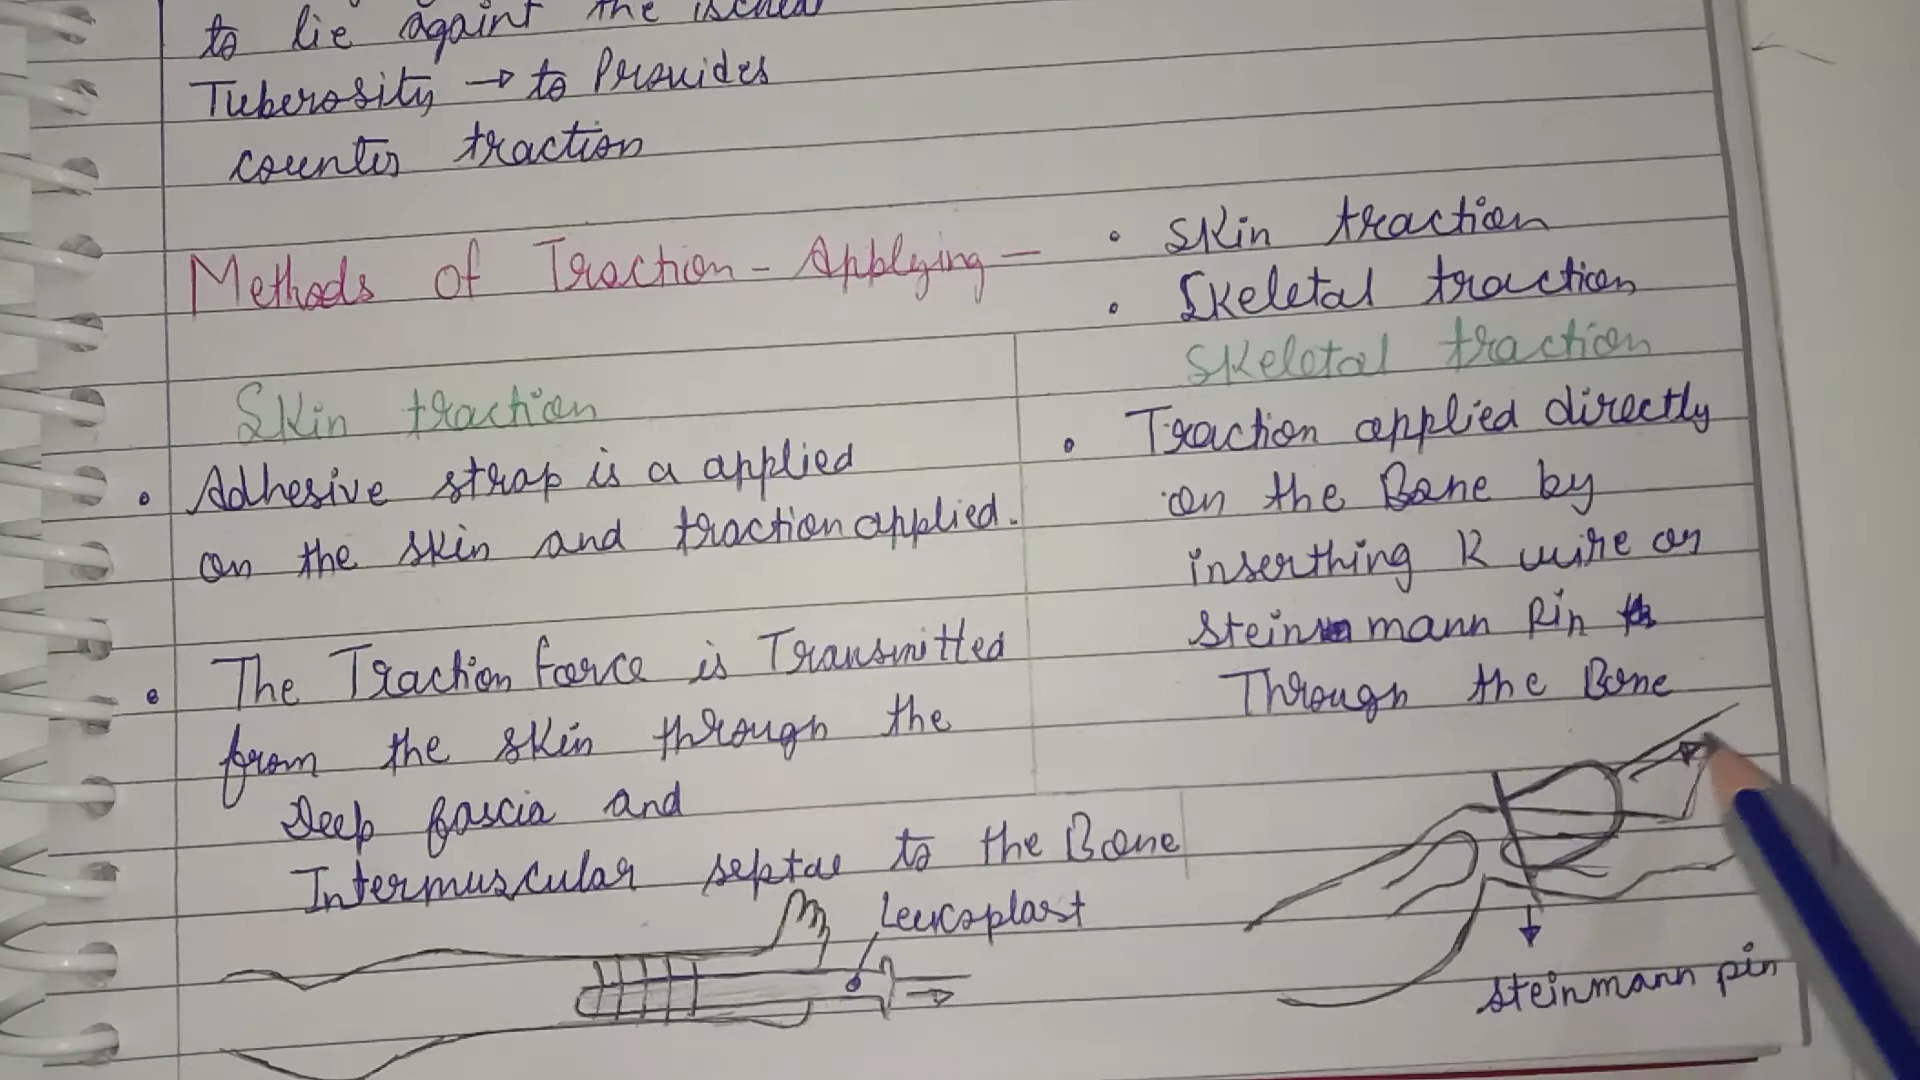 to lie againt the
Tuberosity → to Provides
counter traction
Methods of Traction - Applying —
• Skin traction
• Skeletal traction
Skin traction
• Adhesive strap is a applied
on the skin and traction applied.
• The Traction Force is Transmitted
from the skin through the
Deep fascia and
Intermuscular septae to the Bone
Leucoplast
Skeletal traction
• Traction applied directly
on the Bone by
inserthing K wire or
Steinmann Pin
Through the Bone
Steinmann pin